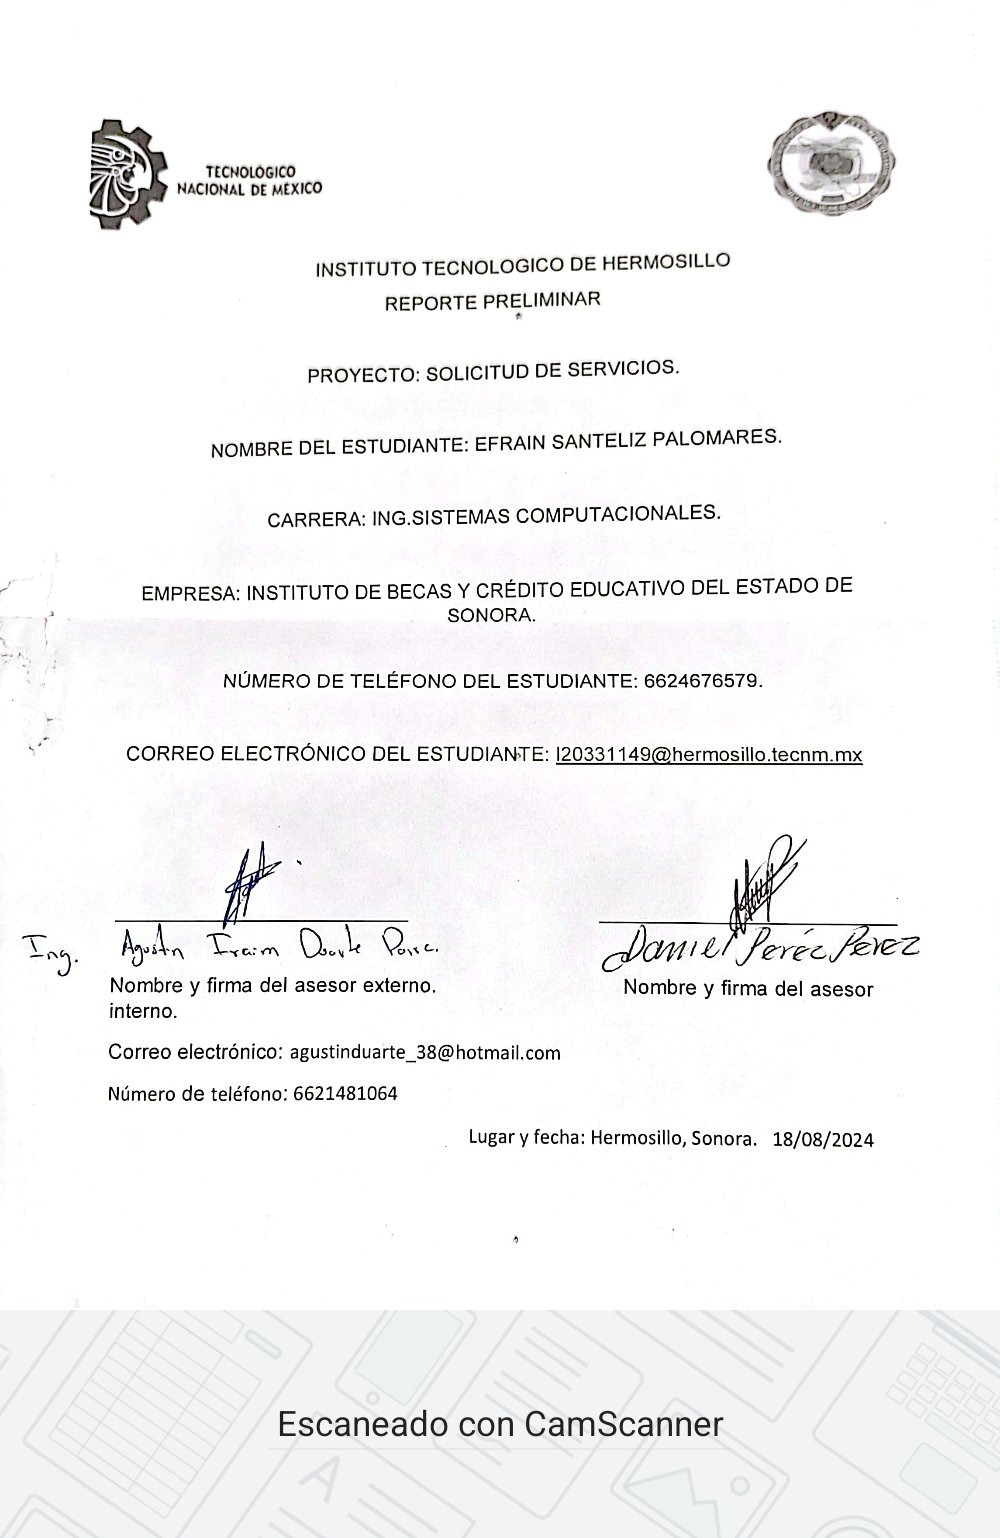 TECNOLÓGICO
NACIONAL DE MÉXICO
INSTITUTO TECNOLOGICO DE HERMOSILLO
REPORTE PRELIMINAR
PROYECTO: SOLICITUD DE SERVICIOS.
NOMBRE DEL ESTUDIANTE: EFRAIN SANTELIZ PALOMARES.
CARRERA: ING.SISTEMAS COMPUTACIONALES.
EMPRESA: INSTITUTO DE BECAS Y CRÉDITO EDUCATIVO DEL ESTADO DE
SONORA.
NÚMERO DE TELÉFONO DEL ESTUDIANTE: 6624676579.
CORREO ELECTRÓNICO DEL ESTUDIANTE: l20331149@hermosillo.tecnm.mx
Ing. Agustín Iraim Duarte
Daniel Peréz Pérez
Nombre y firma del asesor externo.
Nombre y firma del asesor
interno.
Correo electrónico: agustinduarte_38@hotmail.com
Número de teléfono: 6621481064
Lugar y fecha: Hermosillo, Sonora. 18/08/2024
Escaneado con CamScanner